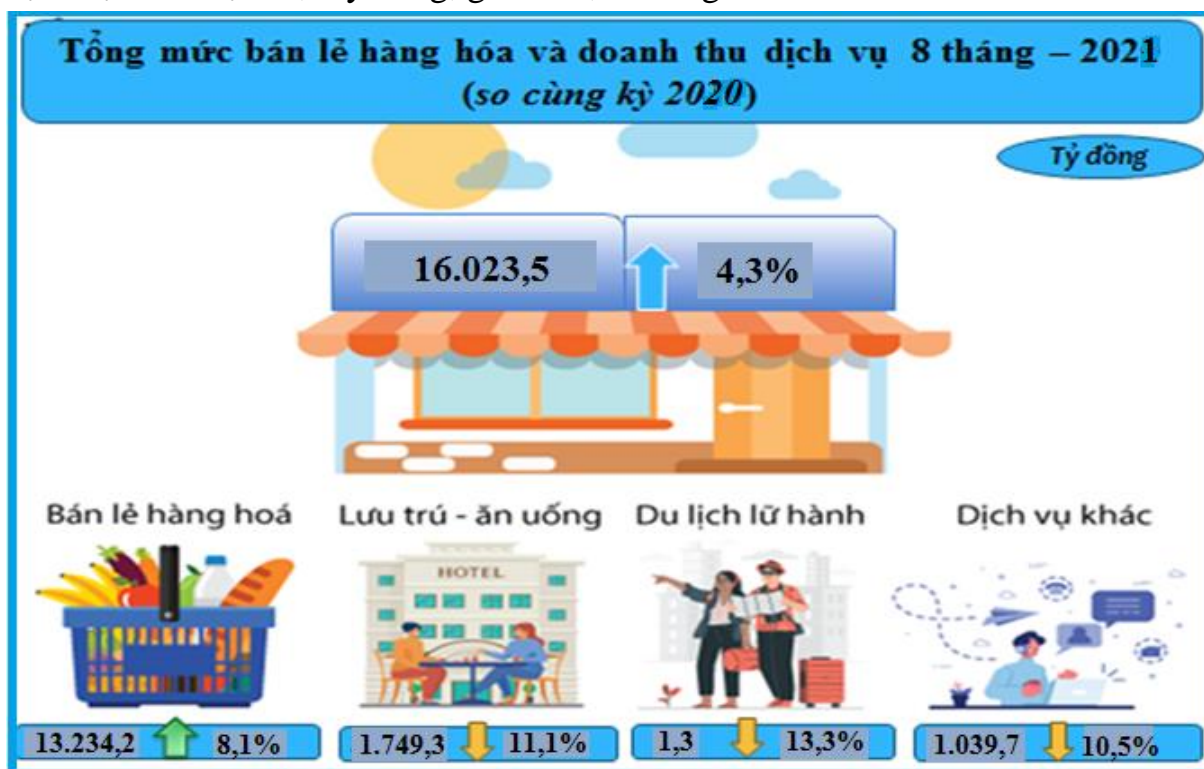 Tổng mức bán lẻ hàng hóa và doanh thu dịch vụ 8 tháng – 2021
(so cùng kỳ 2020)
Tỷ đồng
16.023,5 4,3%
Bán lẻ hàng hoá Lưu trú - ăn uống Du lịch lữ hành Dịch vụ khác
HOTEL
13.234,2 8,1% 1.749,3 11,1% 1,3 13,3% 1.039,7 10,5%